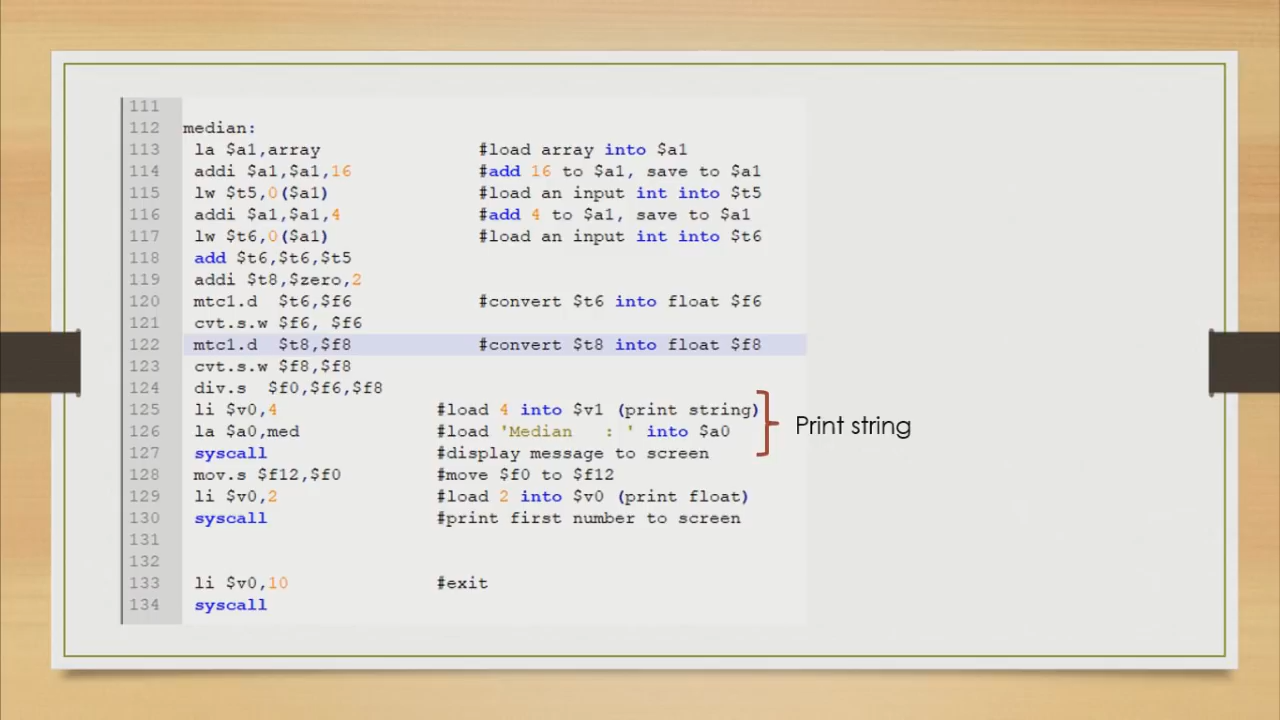 111
112 median:
113 la $a1,array #load array into $a1
114 addi $a1,$a1,16 #add 16 to $a1, save to $a1
115 lw $t5,0($a1) #load an input int into $t5
116 addi $a1,$a1,4 #add 4 to $a1, save to $a1
117 lw $t6,0($a1) #load an input int into $t6
118 add $t6,$t6,$t5
119 addi $t8,$zero,2
120 mtc1.d $t6,$f6 #convert $t6 into float $f6
121 cvt.s.w $f6, $f6
122 mtc1.d $t8,$f8 #convert $t8 into float $f8
123 cvt.s.w $f8,$f8
124 div.s $f0,$f6,$f8
125 li $v0,4 #load 4 into $v1 (print string)
126 la $a0,med #load 'Median : ' into $a0
Print string
127 syscall #display message to screen
128 mov.s $f12,$f0 #move $f0 to $f12
129 li $v0,2 #load 2 into $v0 (print float)
130 syscall #print first number to screen
131
132
133 li $v0,10 #exit
134 syscall